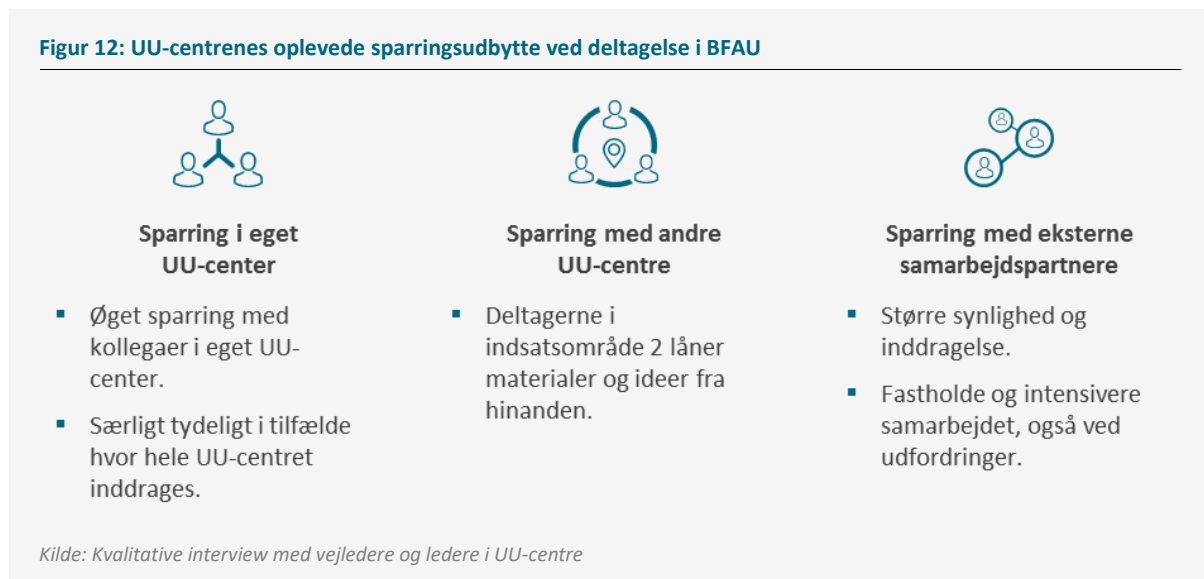 Figur 12: UU-centrenes oplevede sparringsudbytte ved deltagelse i BFAU
Sparring i eget
UU-center
▪ Øget sparring med
kollegaer i eget UU-
center.
▪ Særligt tydeligt i tilfælde
hvor hele UU-centret
inddrages.
Sparring med andre
UU-centre
▪ Deltagerne i
indsatsområde 2 låner
materialer og ideer fra
hinanden.
Sparring med eksterne
samarbejdspartnere
▪ Større synlighed og
inddragelse.
▪ Fastholde og intensivere
samarbejdet, også ved
udfordringer.
Kilde: Kvalitative interview med vejledere og ledere i UU-centre